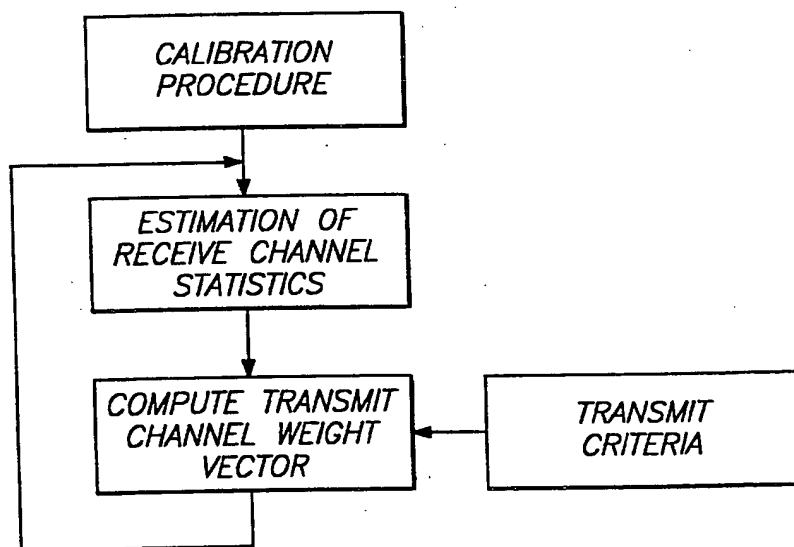 CALIBRATION
PROCEDURE
ESTIMATION OF
RECEIVE CHANNEL
STATISTICS
COMPUTE TRANSMIT
CHANNEL WEIGHT
VECTOR
TRANSMIT
CRITERIA